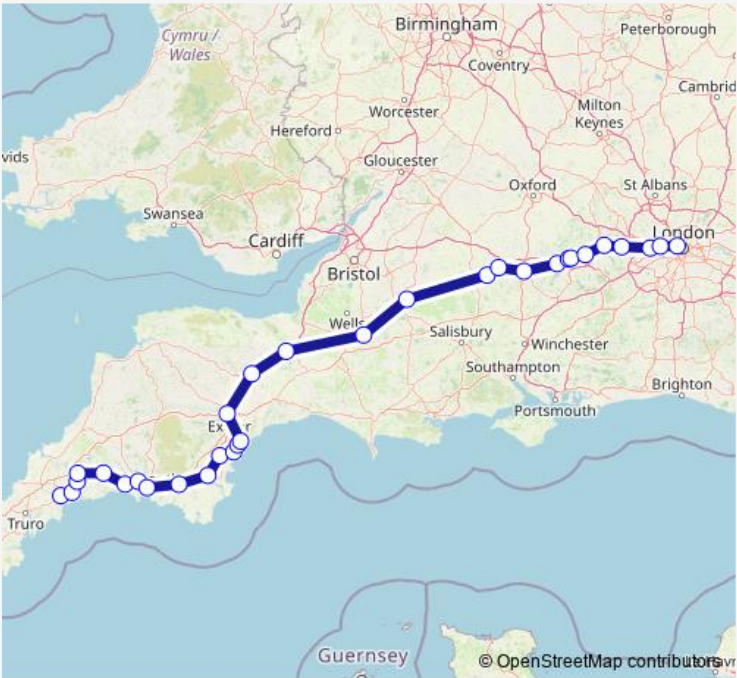 Birmingham
Peterborough
Cymru /
Wales
Coventry
Cambrid
Worcester
Milton
Keynes
Hereford
vids
Gloucester
Oxford
St Albans
Swansea
London
Cardiff
Bristol
Wells
Salisbury
Winchester
Southampton
Brighton
Portsmouth
Truro
Guernsey
© OpenStreetMap contributors